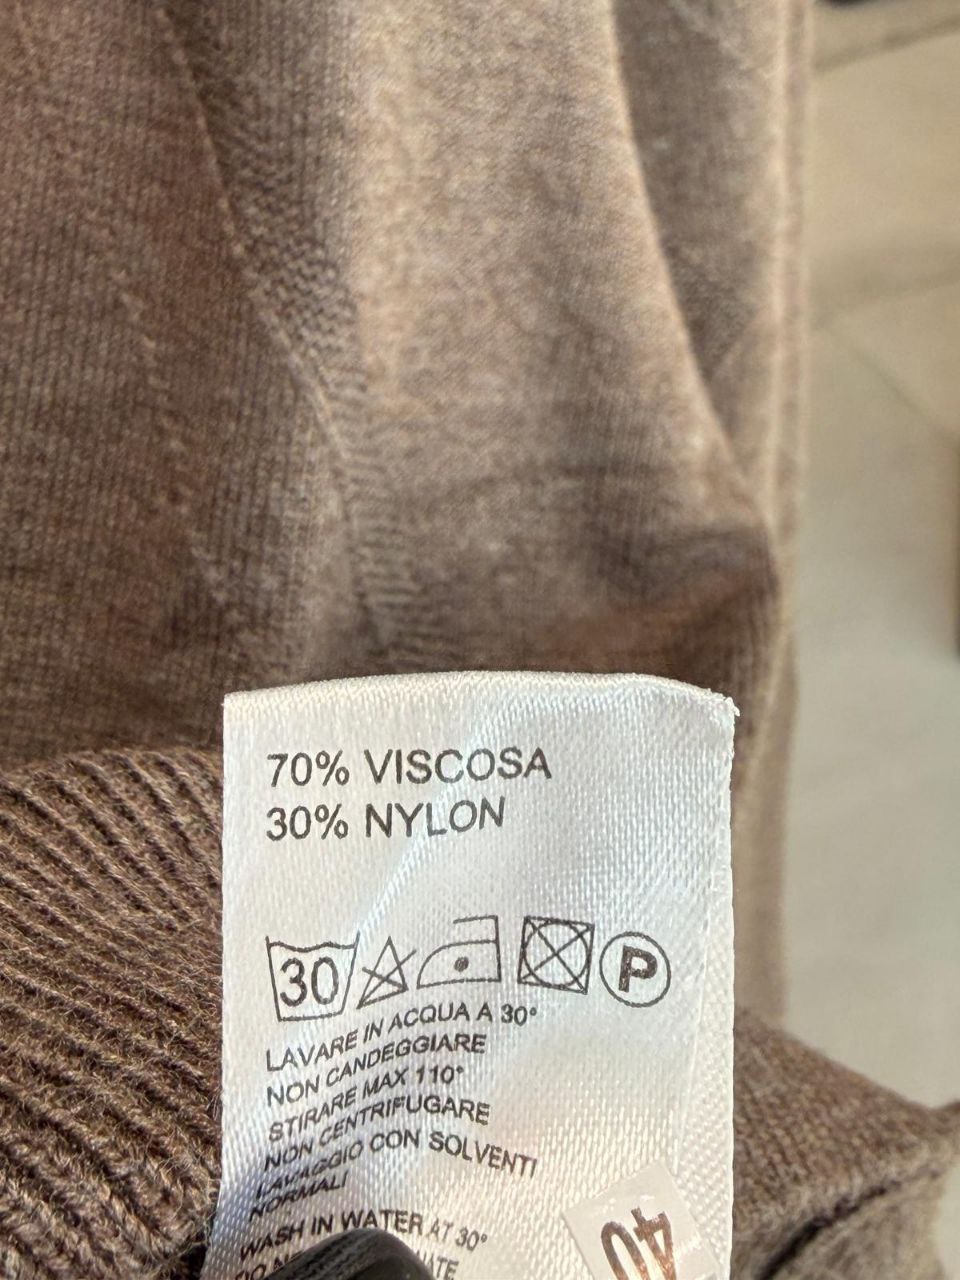 70% VISCOSA
30% NYLON
30 P
LAVARE IN ACQUA A 30°
NON CANDEGGIARE
STIRARE MAX 110°
NON CENTRIFUGARE
LAVAGGIO CON SOLVENTI
NORMALI
WASH IN WATER AT 30°
40